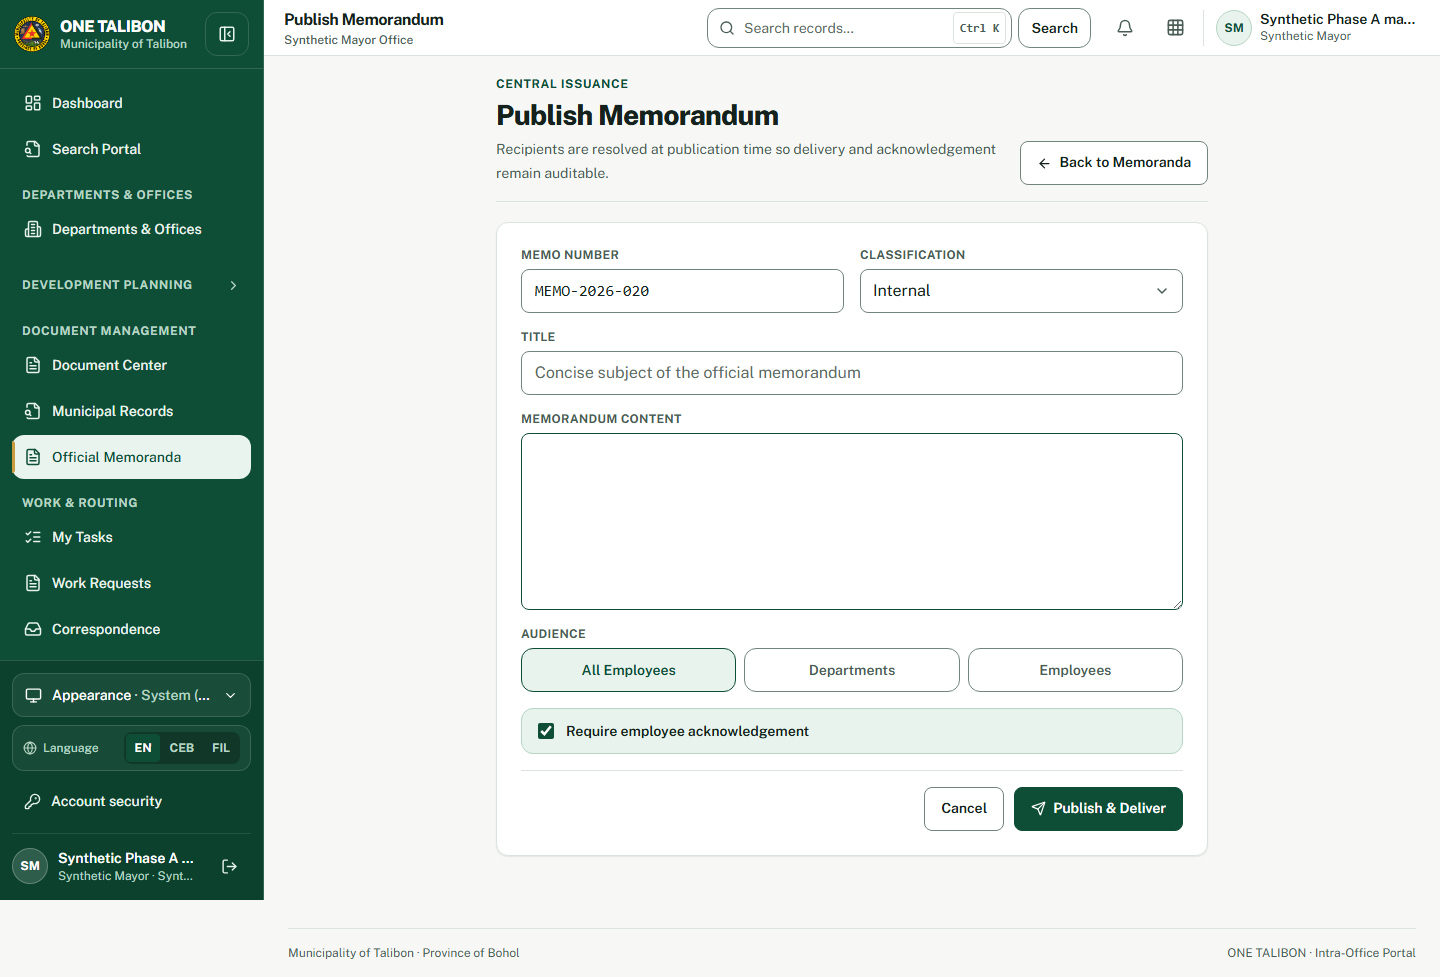 ONE TALIBON
Municipality of Talibon
Dashboard
Search Portal
DEPARTMENTS & OFFICES
Departments & Offices
DEVELOPMENT PLANNING
DOCUMENT MANAGEMENT
Document Center
Municipal Records
Official Memoranda
WORK & ROUTING
My Tasks
Work Requests
Correspondence
Appearance · System (...
Language EN CEB FIL
Account security
SM Synthetic Phase A ...
Synthetic Mayor · Synt...
Publish Memorandum
Synthetic Mayor Office
Search records... Ctrl K Search
SM Synthetic Phase A ma...
Synthetic Mayor
CENTRAL ISSUANCE
Publish Memorandum
Recipients are resolved at publication time so delivery and acknowledgement
remain auditable.
Back to Memoranda
MEMO NUMBER CLASSIFICATION
MEMO-2026-020 Internal
TITLE
Concise subject of the official memorandum
MEMORANDUM CONTENT
AUDIENCE
All Employees Departments Employees
Require employee acknowledgement
Cancel Publish & Deliver
Municipality of Talibon · Province of Bohol ONE TALIBON · Intra-Office Portal